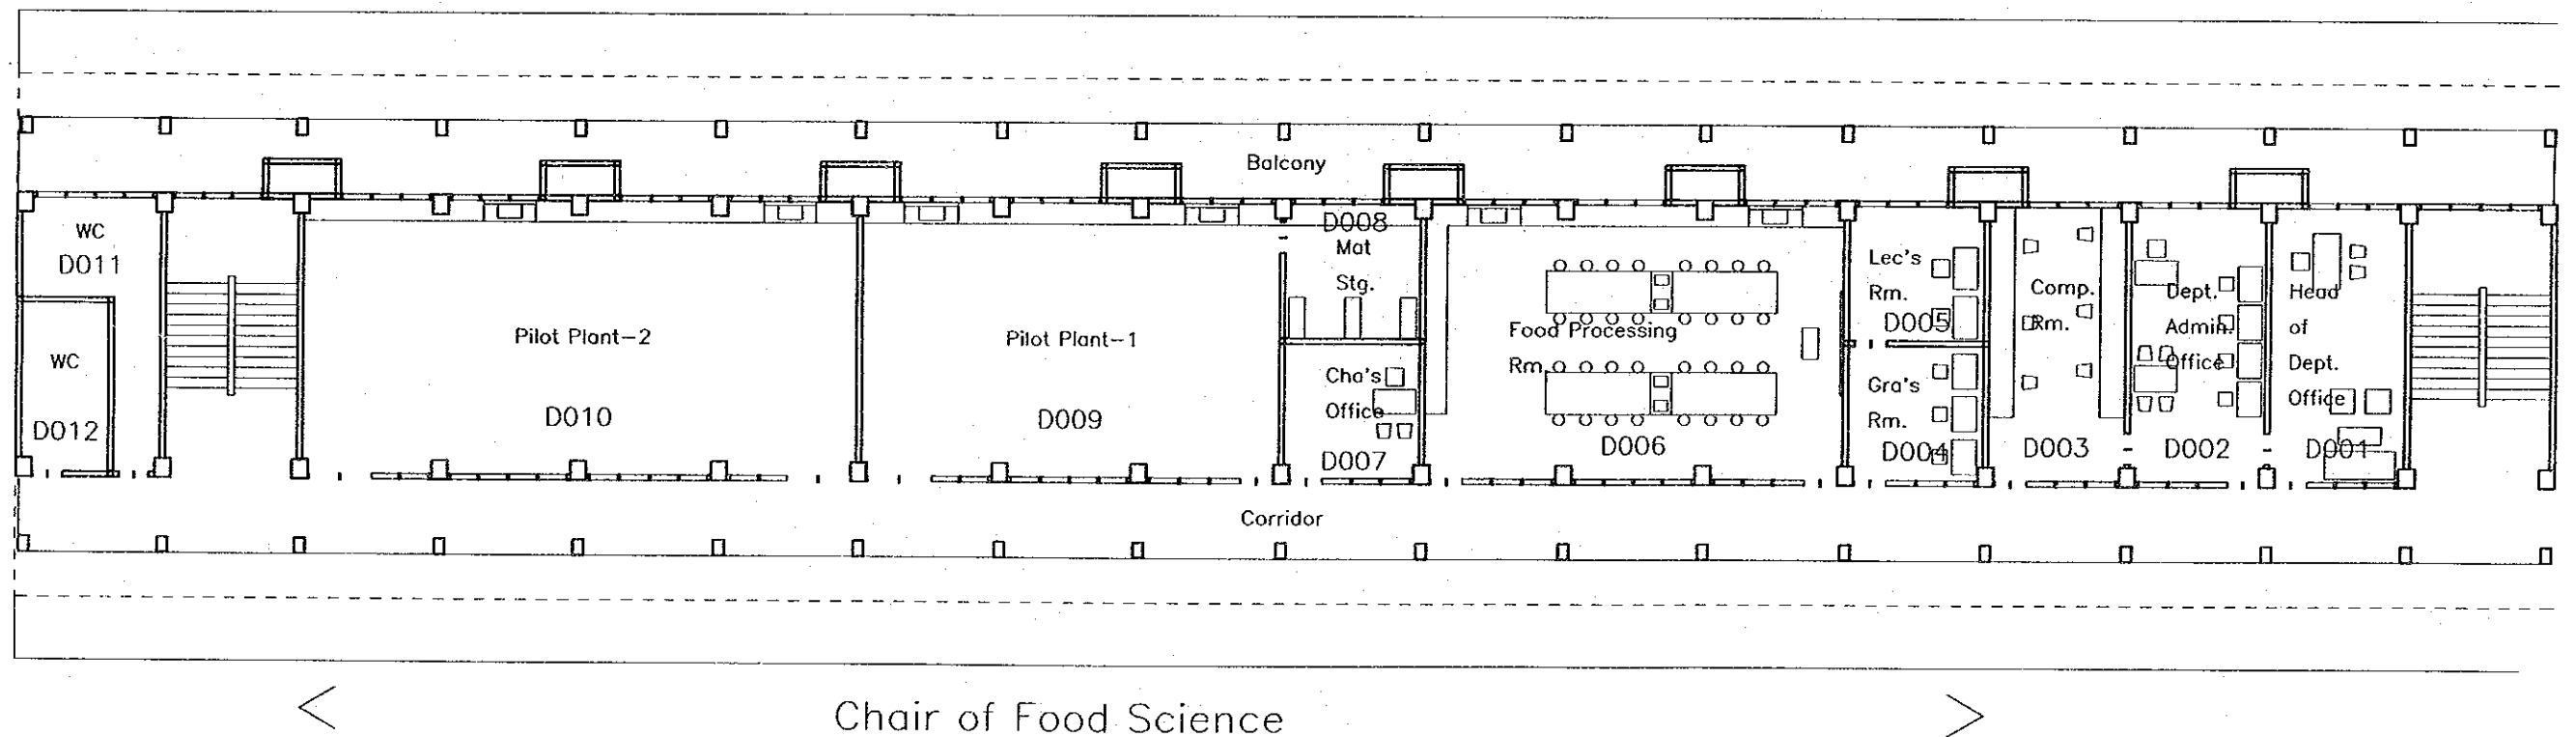 Balcony
WC
D011
WC
D012
Pilot Plant-2
D010
Pilot Plant-1
D009
D008
Mat
Stg.
Cha's
Office
D007
Food Processing
Rm.
D006
Lec's
Rm.
D005
Gra's
Rm.
D004
Comp.
Rm.
D003
Dept.
Admin.
Office
D002
Head
of
Dept.
Office
D001
Corridor
< Chair of Food Science >